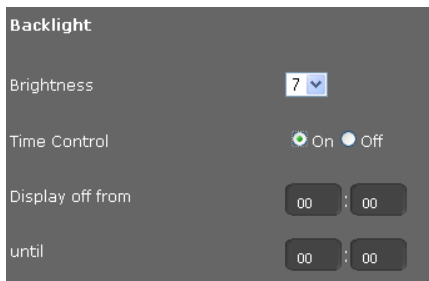 Backlight
Brightness 7
Time Control On Off
Display off from 00 : 00
until 00 : 00